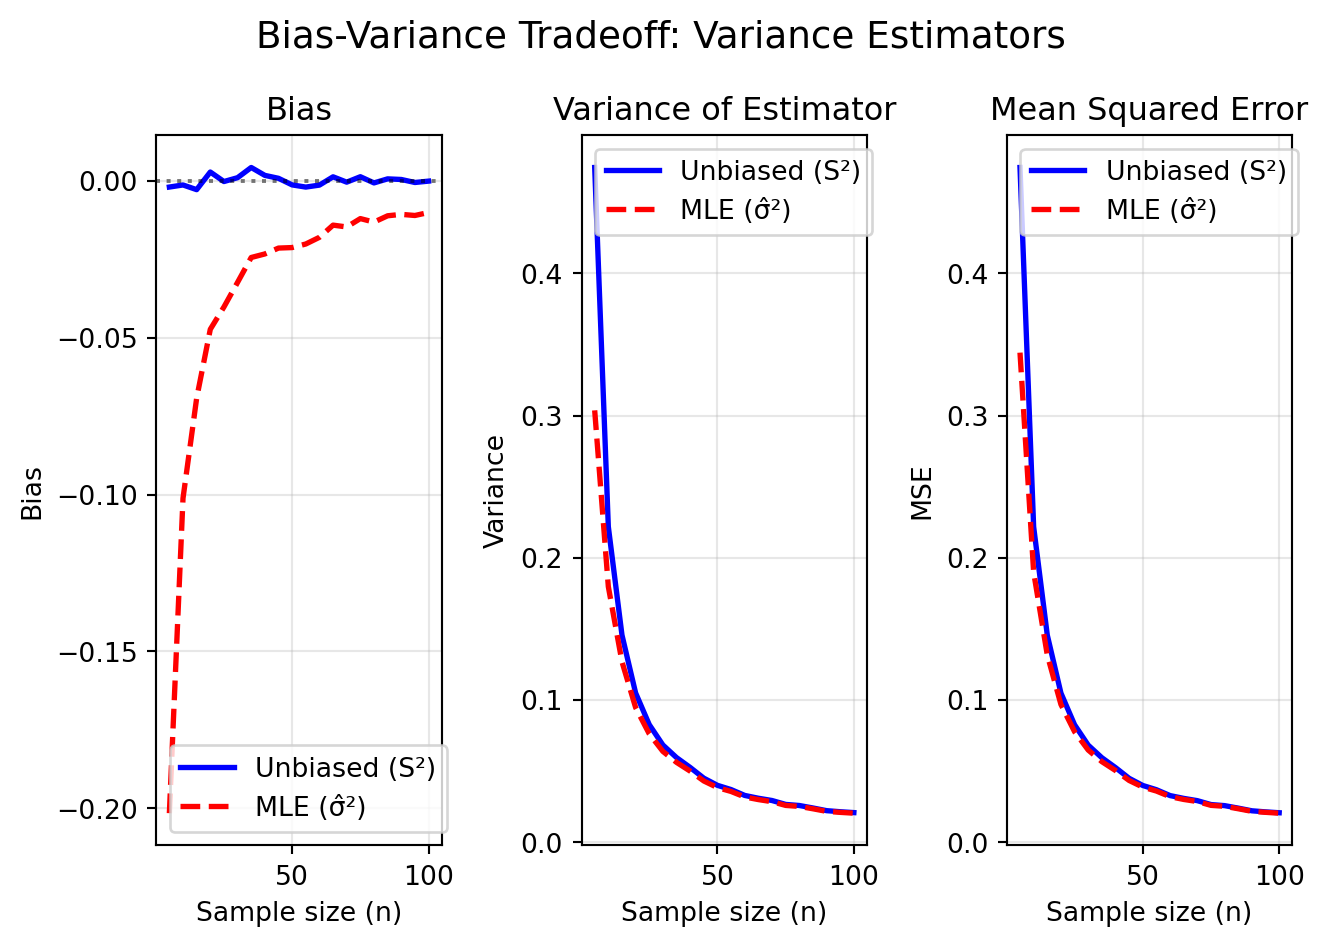 Bias-Variance Tradeoff: Variance Estimators
Bias
0.00
−0.05
−0.10
−0.15
−0.20
Bias
Unbiased (S²)
MLE (σ̂²)
50
100
Sample size (n)
Variance of Estimator
Unbiased (S²)
MLE (σ̂²)
0.4
0.3
0.2
0.1
0.0
Variance
50
100
Sample size (n)
Mean Squared Error
Unbiased (S²)
MLE (σ̂²)
0.4
0.3
0.2
0.1
0.0
MSE
50
100
Sample size (n)